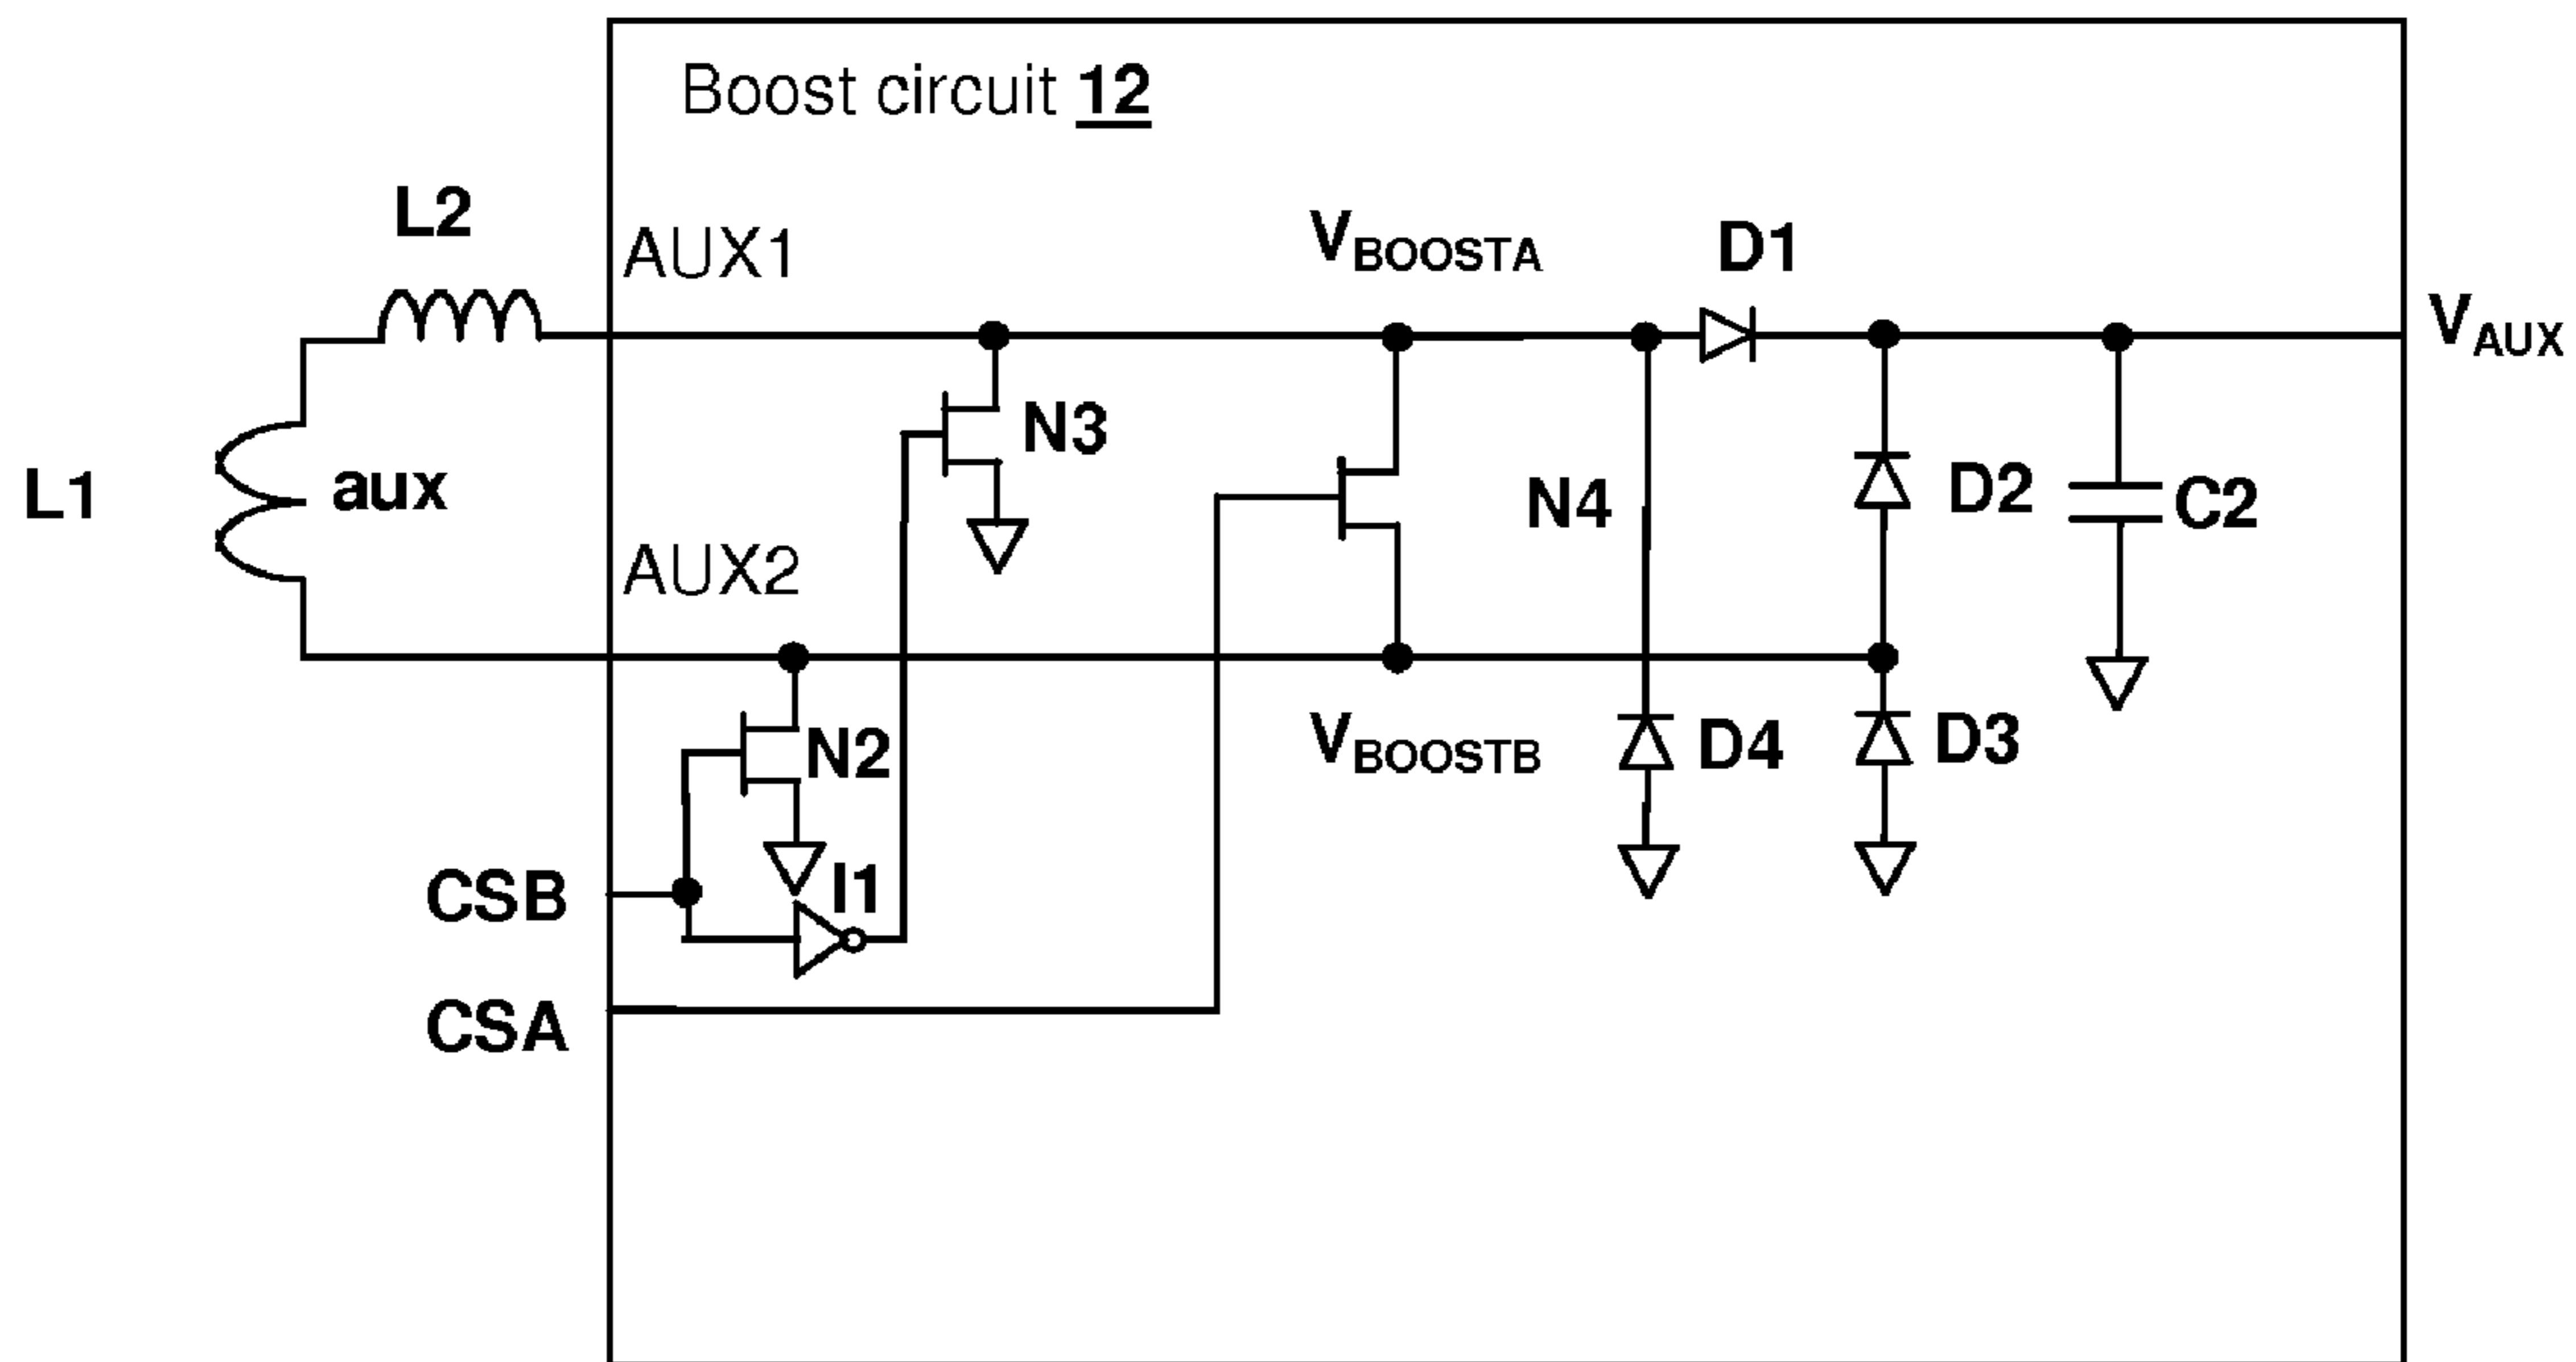 Boost circuit 12
L2
AUX1
VBOOSTA
D1
VAUX
N3
L1
aux
N4
D2
C2
AUX2
N2
VBOOSTB
D4
D3
CSB
I1
CSA